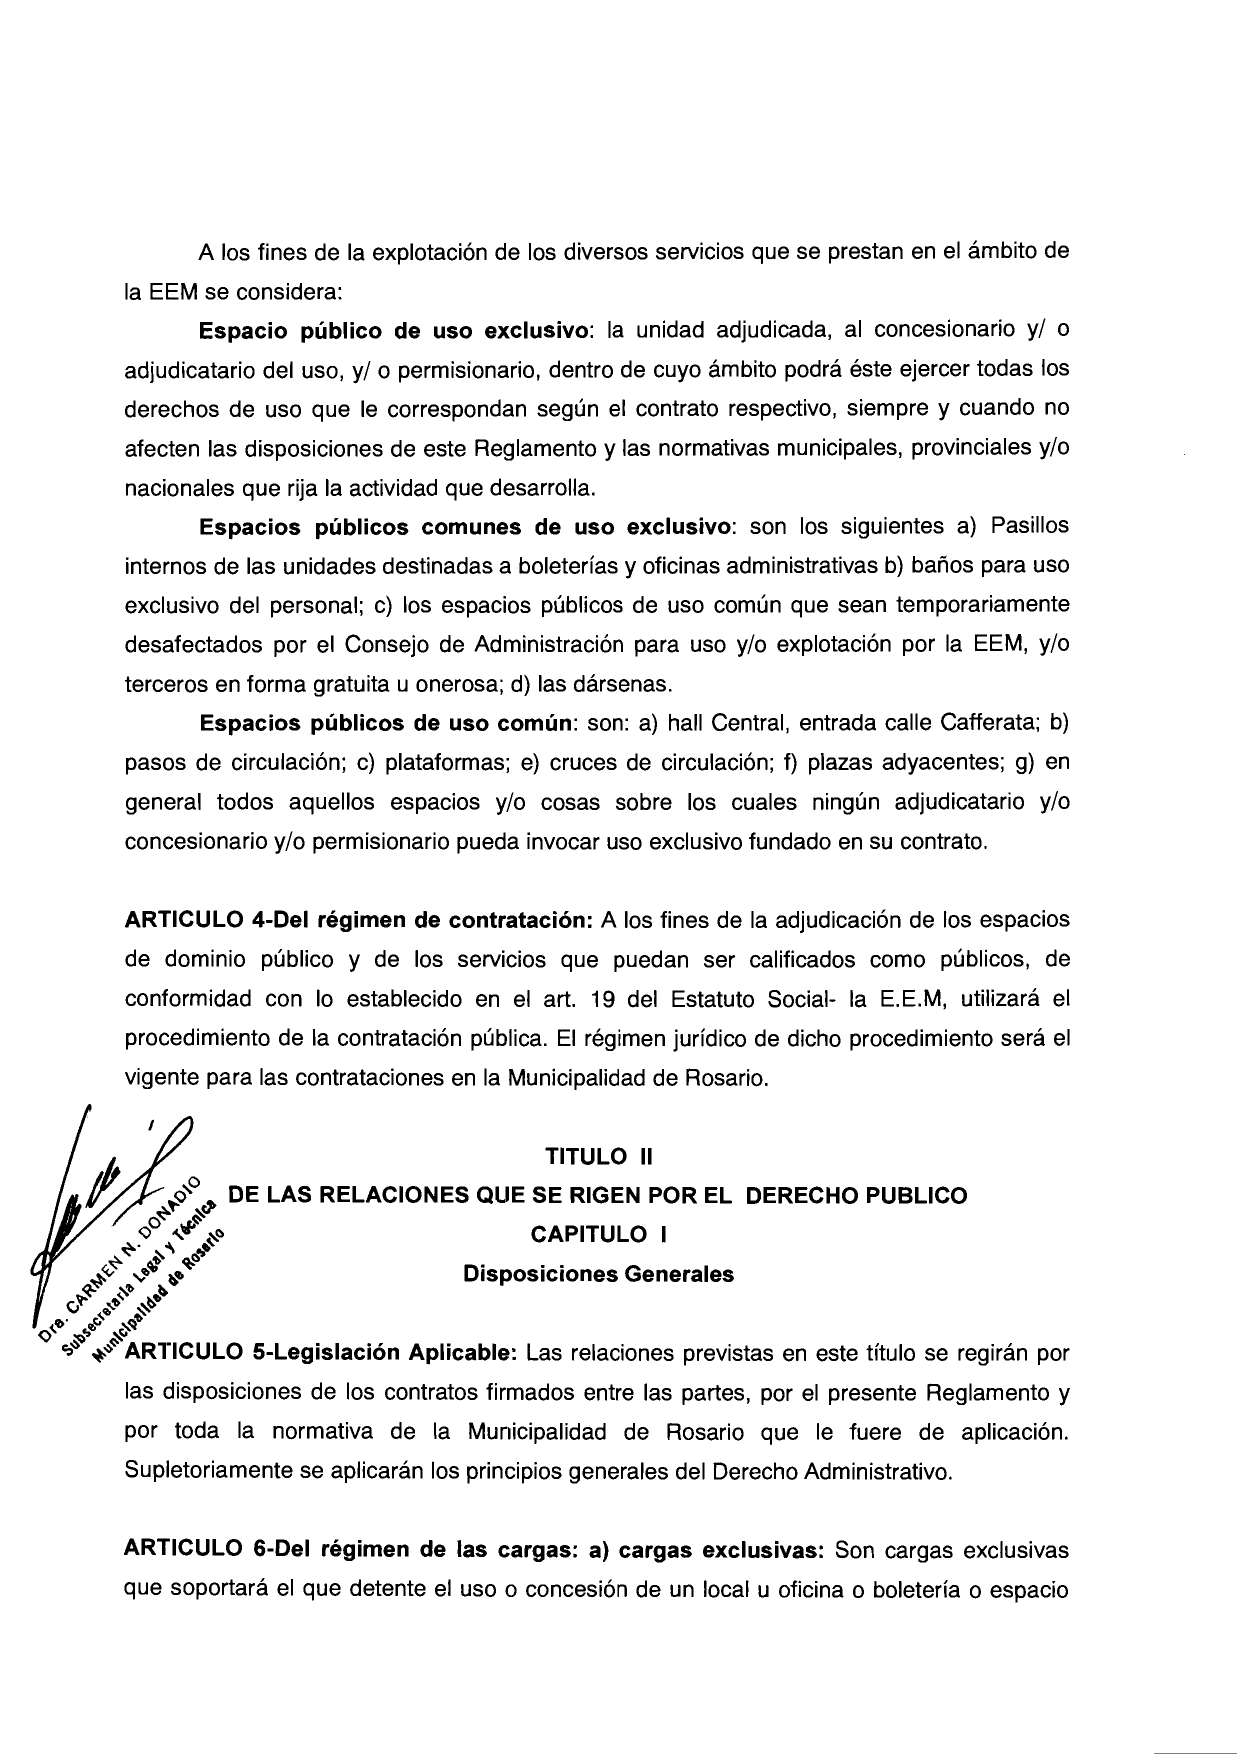 A los fines de la explotación de los diversos servicios que se prestan en el ámbito de
la EEM se considera:
Espacio público de uso exclusivo: la unidad adjudicada, al concesionario y/ o
adjudicatario del uso, y/ o permisionario, dentro de cuyo ámbito podrá éste ejercer todas los
derechos de uso que le correspondan según el contrato respectivo, siempre y cuando no
afecten las disposiciones de este Reglamento y las normativas municipales, provinciales y/o
nacionales que rija la actividad que desarrolla.
Espacios públicos comunes de uso exclusivo: son los siguientes a) Pasillos
internos de las unidades destinadas a boleterías y oficinas administrativas b) baños para uso
exclusivo del personal; c) los espacios públicos de uso común que sean temporariamente
desafectados por el Consejo de Administración para uso y/o explotación por la EEM, y/o
terceros en forma gratuita u onerosa; d) las dársenas.
Espacios públicos de uso común: son: a) hall Central, entrada calle Cafferata; b)
pasos de circulación; c) plataformas; e) cruces de circulación; f) plazas adyacentes; g) en
general todos aquellos espacios y/o cosas sobre los cuales ningún adjudicatario y/o
concesionario y/o permisionario pueda invocar uso exclusivo fundado en su contrato.
ARTICULO 4-Del régimen de contratación: A los fines de la adjudicación de los espacios
de dominio público y de los servicios que puedan ser calificados como públicos, de
conformidad con lo establecido en el art. 19 del Estatuto Social- la E.E.M, utilizará el
procedimiento de la contratación pública. El régimen jurídico de dicho procedimiento será el
vigente para las contrataciones en la Municipalidad de Rosario.
TITULO II
DE LAS RELACIONES QUE SE RIGEN POR EL DERECHO PUBLICO
CAPITULO I
Disposiciones Generales
Dra. CARMEN N. DONADIO
Subsecretaria Legal y Técnica
Municipalidad de Rosario
ARTICULO 5-Legislación Aplicable: Las relaciones previstas en este título se regirán por
las disposiciones de los contratos firmados entre las partes, por el presente Reglamento y
por toda la normativa de la Municipalidad de Rosario que le fuere de aplicación.
Supletoriamente se aplicarán los principios generales del Derecho Administrativo.
ARTICULO 6-Del régimen de las cargas: a) cargas exclusivas: Son cargas exclusivas
que soportará el que detente el uso o concesión de un local u oficina o boletería o espacio